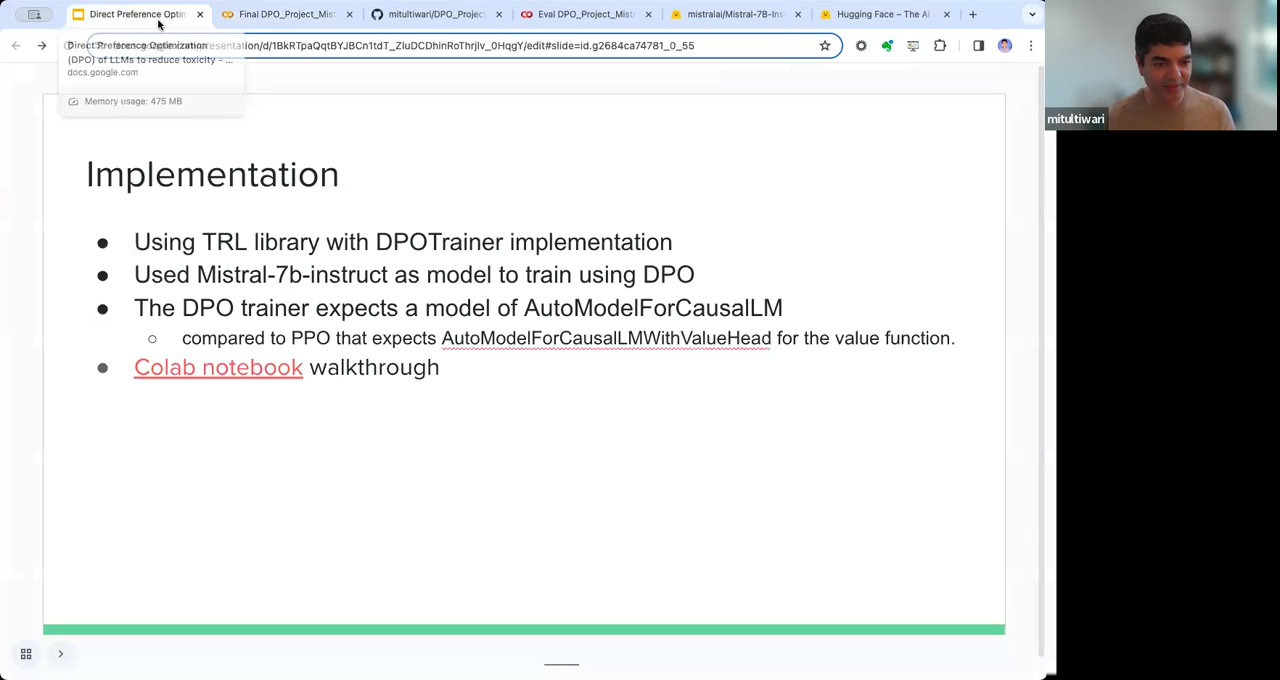 Direct Preference Optim
Final DPO_Project_Mist
mitultiwari/DPO_Projec
Eval DPO_Project_Mistr
mistralai/Mistral-7B-Ins
Hugging Face – The AI
Direct Preference Optimization
(DPO) of LLMs to reduce toxicity - ...
docs.google.com
Memory usage: 475 MB
mitultiwari
Implementation
● Using TRL library with DPOTrainer implementation
● Used Mistral-7b-instruct as model to train using DPO
● The DPO trainer expects a model of AutoModelForCausalLM
○ compared to PPO that expects AutoModelForCausalLMWithValueHead for the value function.
● Colab notebook walkthrough